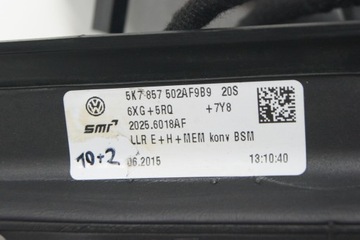 5K7 857 502AF9B9 20S
6XG+5RQ +7Y8
smr
2025.6018AF
LLR E+H+MEM konv BSM
10+2
06.2015 13:10:40